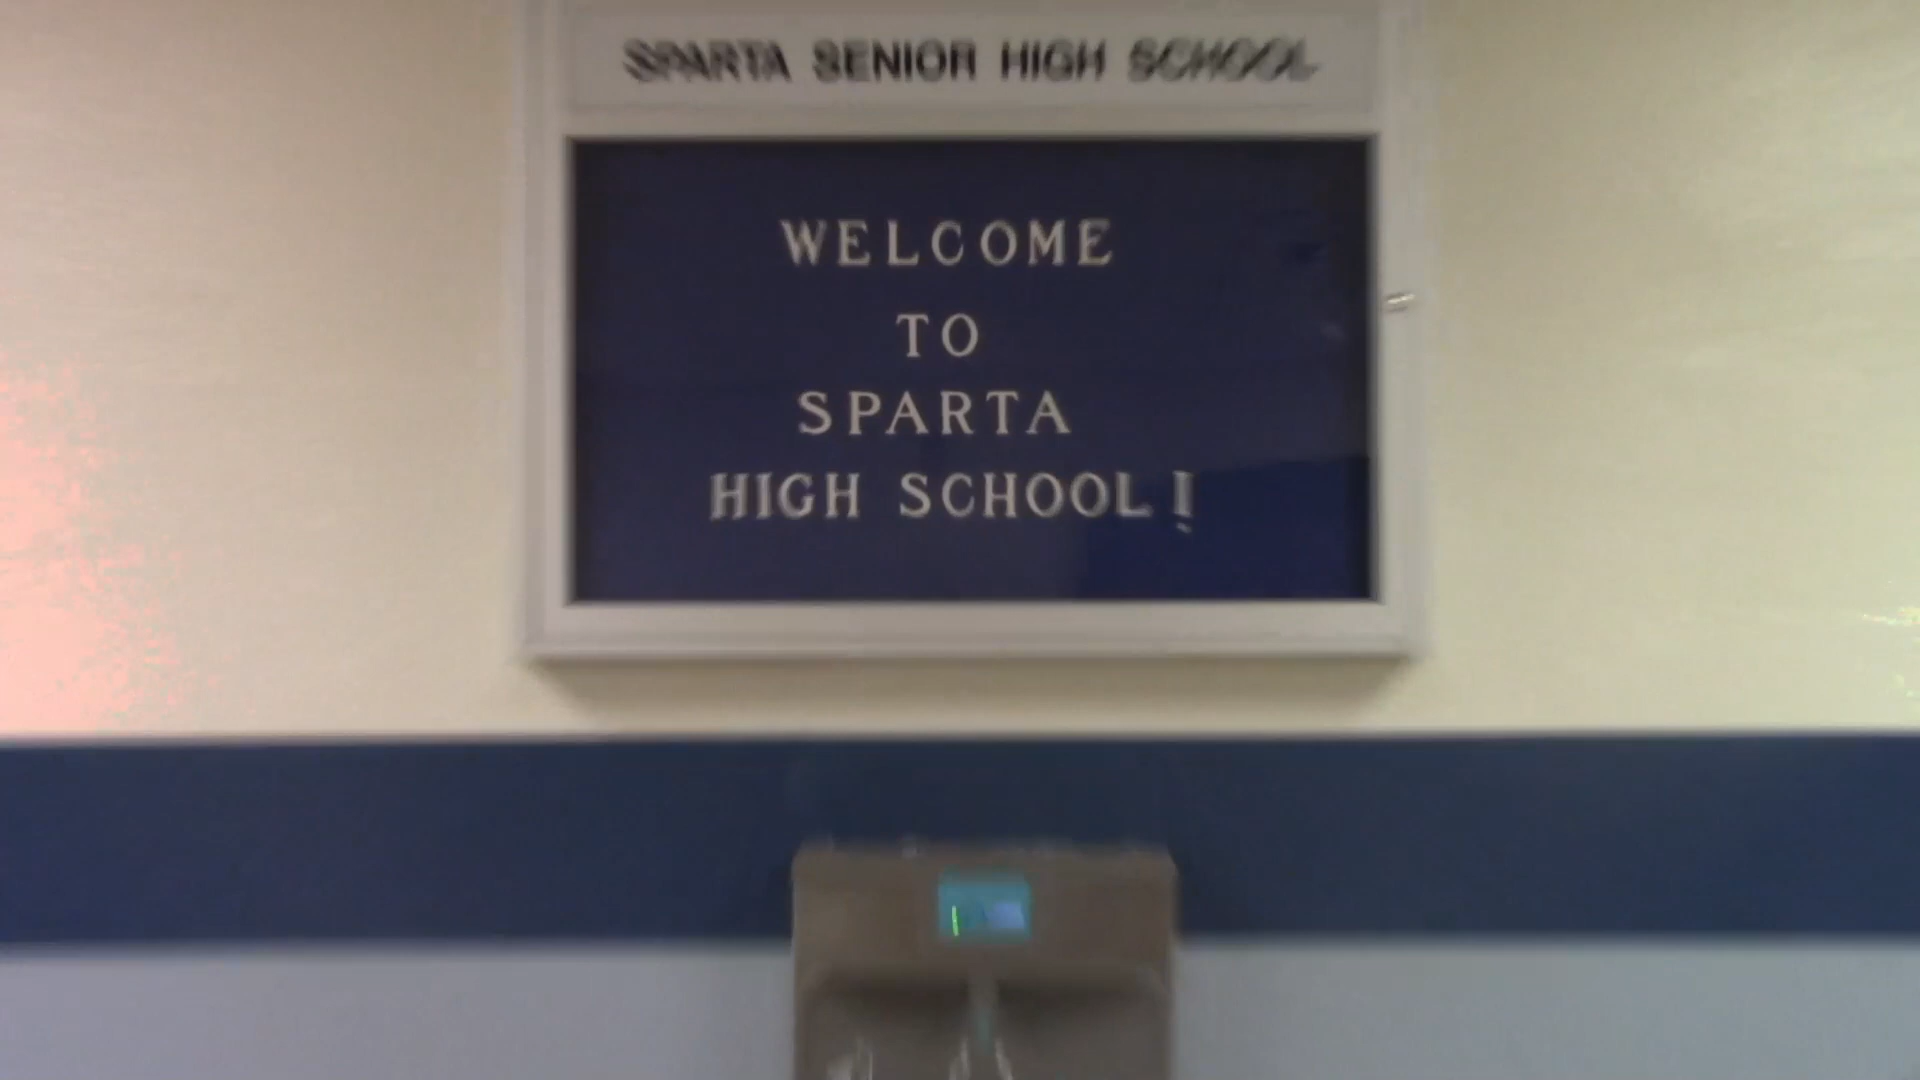 SPARTA SENIOR HIGH SCHOOL
WELCOME
TO
SPARTA
HIGH SCHOOL!